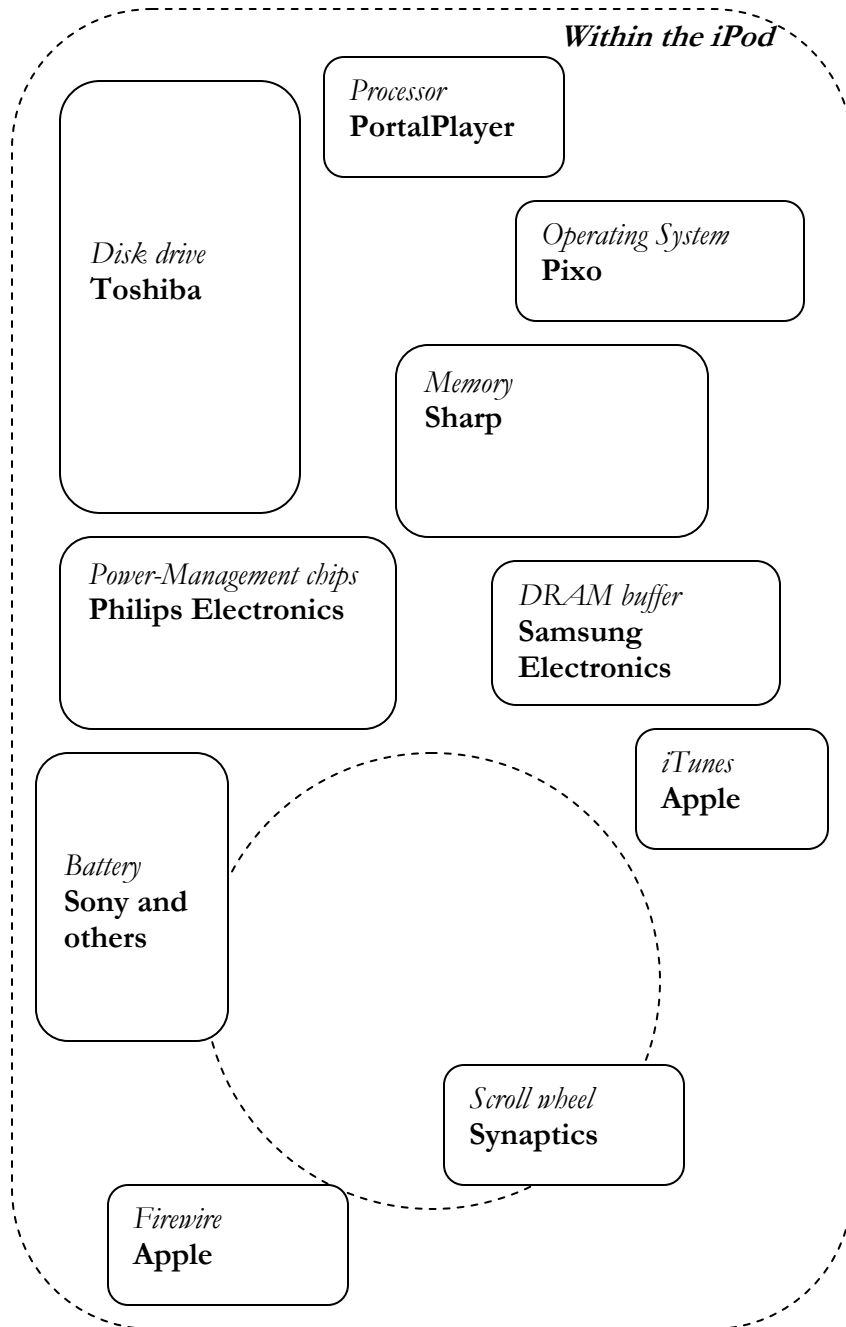 Within the iPod
Processor
PortalPlayer
Disk drive
Toshiba
Operating System
Pixo
Memory
Sharp
Power-Management chips
Philips Electronics
DRAM buffer
Samsung
Electronics
iTunes
Apple
Battery
Sony and
others
Scroll wheel
Synaptics
Firewire
Apple